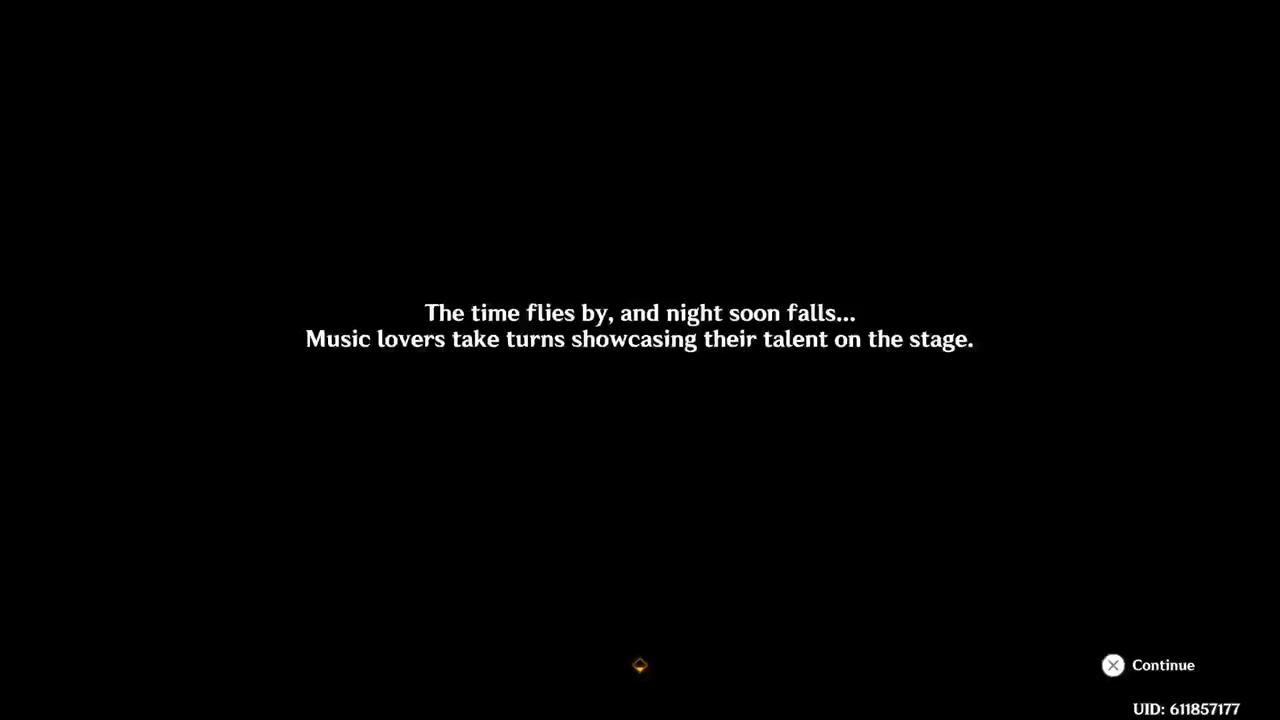 The time flies by, and night soon falls...
Music lovers take turns showcasing their talent on the stage.
Continue
UID: 611857177